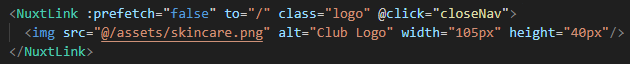 <NuxtLink :prefetch="false" to="/" class="logo" @click="closeNav">
<img src="@/assets/skincare.png" alt="Club Logo" width="105px" height="40px"/>
</NuxtLink>